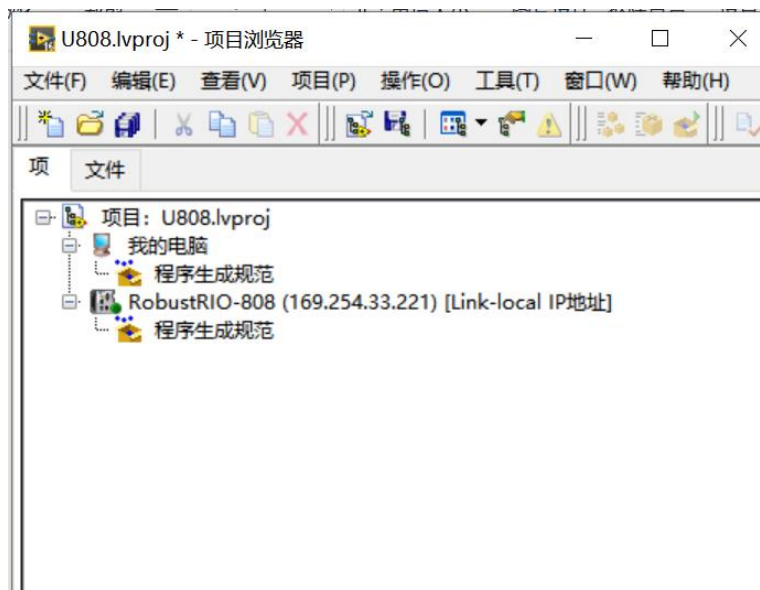 U808.lvproj * - 项目浏览器
文件(F) 编辑(E) 查看(V) 项目(P) 操作(O) 工具(T) 窗口(W) 帮助(H)
项 文件
项目：U808.lvproj
我的电脑
程序生成规范
RobustRIO-808 (169.254.33.221) [Link-local IP地址]
程序生成规范